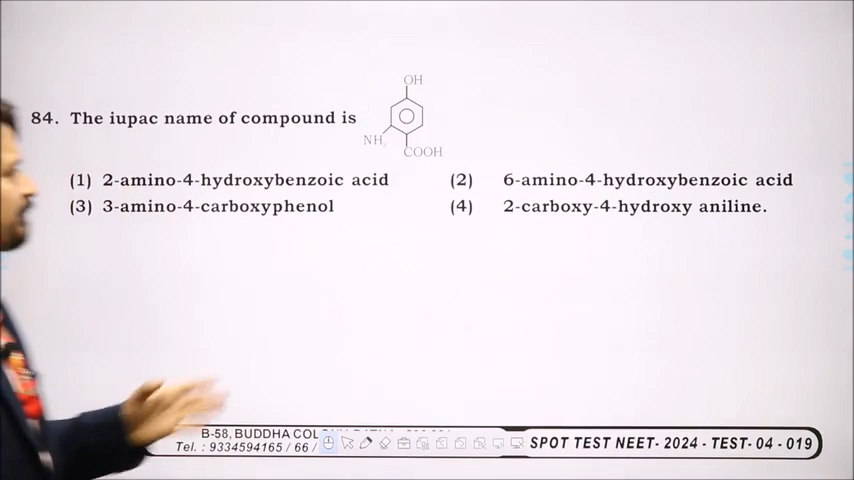 OH
84. The iupac name of compound is
NH₂
COOH
(1) 2-amino-4-hydroxybenzoic acid (2) 6-amino-4-hydroxybenzoic acid
(3) 3-amino-4-carboxyphenol (4) 2-carboxy-4-hydroxy aniline.
B-58, BUDDHA
Tel. : 9334594165 / 66 /
SPOT TEST NEET- 2024 - TEST- 04 - 019